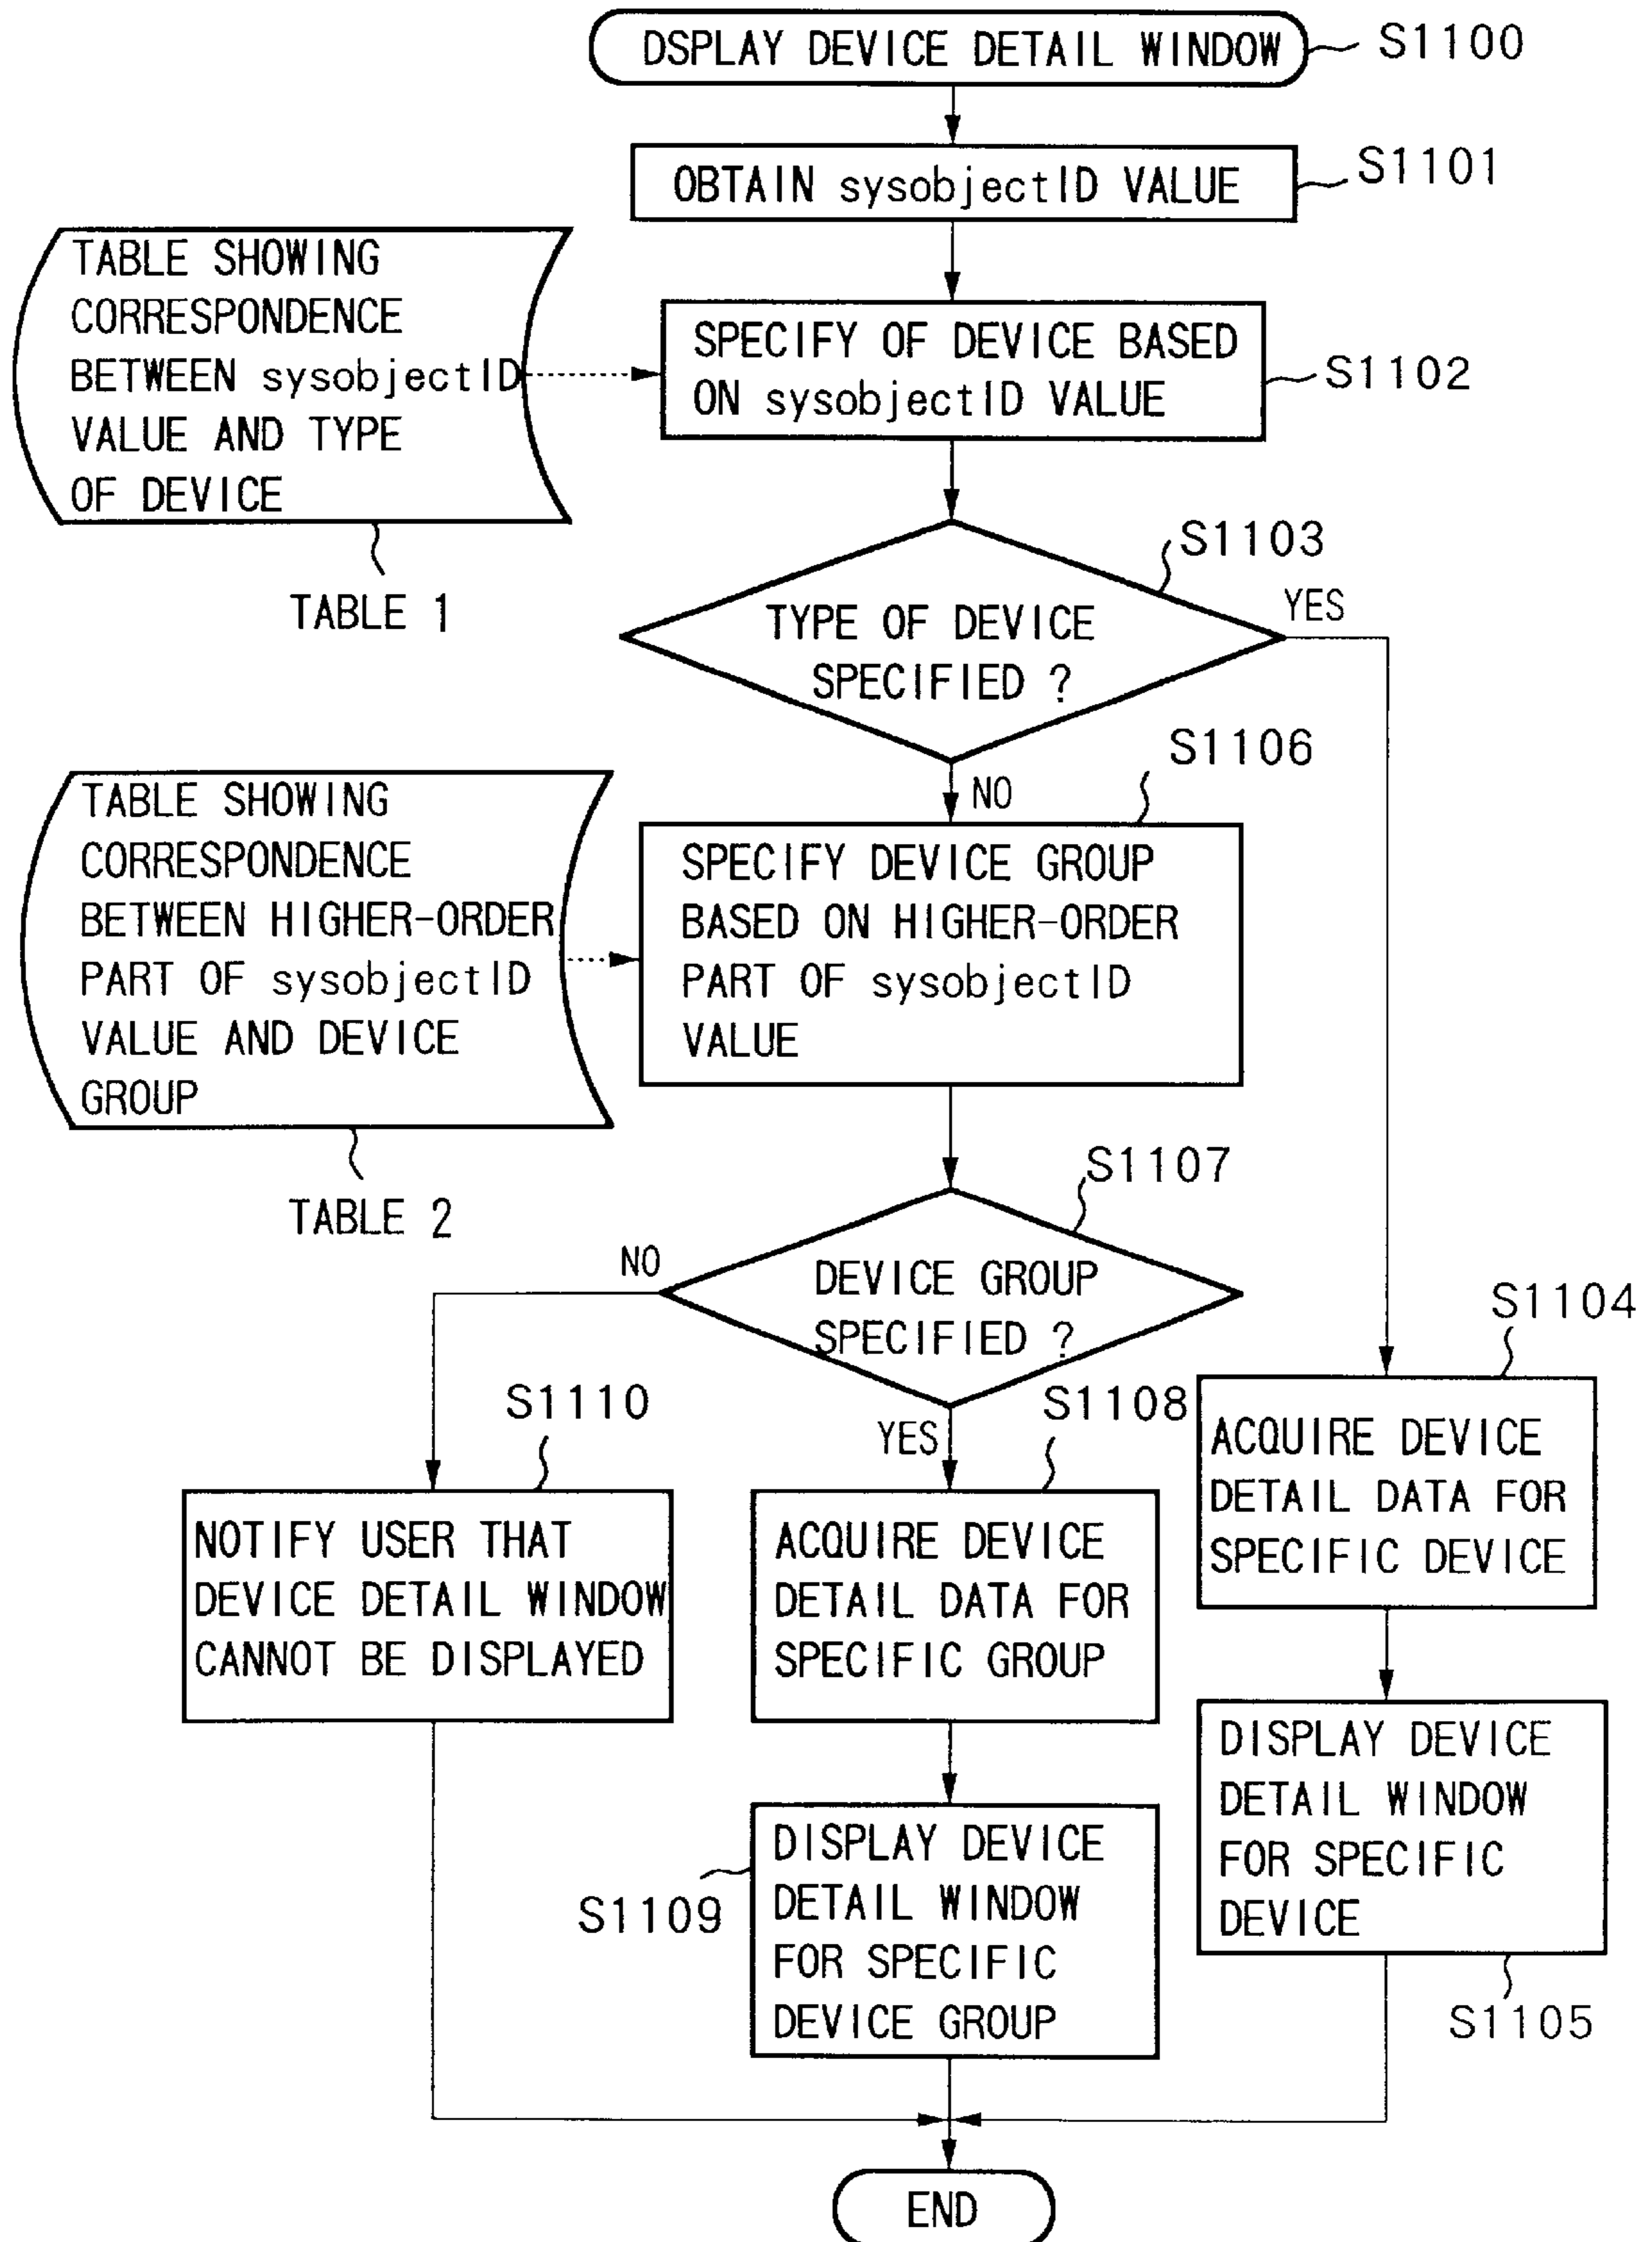 DSPLAY DEVICE DETAIL WINDOW
S1100
OBTAIN sysobjectID VALUE
S1101
TABLE SHOWING
CORRESPONDENCE
BETWEEN sysobjectID
VALUE AND TYPE
OF DEVICE
TABLE 1
SPECIFY OF DEVICE BASED
ON sysobjectID VALUE
S1102
S1103
TYPE OF DEVICE
SPECIFIED ?
YES
NO
S1106
TABLE SHOWING
CORRESPONDENCE
BETWEEN HIGHER-ORDER
PART OF sysobjectID
VALUE AND DEVICE
GROUP
TABLE 2
SPECIFY DEVICE GROUP
BASED ON HIGHER-ORDER
PART OF sysobjectID
VALUE
S1107
DEVICE GROUP
SPECIFIED ?
NO
YES
S1110
NOTIFY USER THAT
DEVICE DETAIL WINDOW
CANNOT BE DISPLAYED
S1108
ACQUIRE DEVICE
DETAIL DATA FOR
SPECIFIC GROUP
S1104
ACQUIRE DEVICE
DETAIL DATA FOR
SPECIFIC DEVICE
S1109
DISPLAY DEVICE
DETAIL WINDOW
FOR SPECIFIC
DEVICE GROUP
DISPLAY DEVICE
DETAIL WINDOW
FOR SPECIFIC
DEVICE
S1105
END